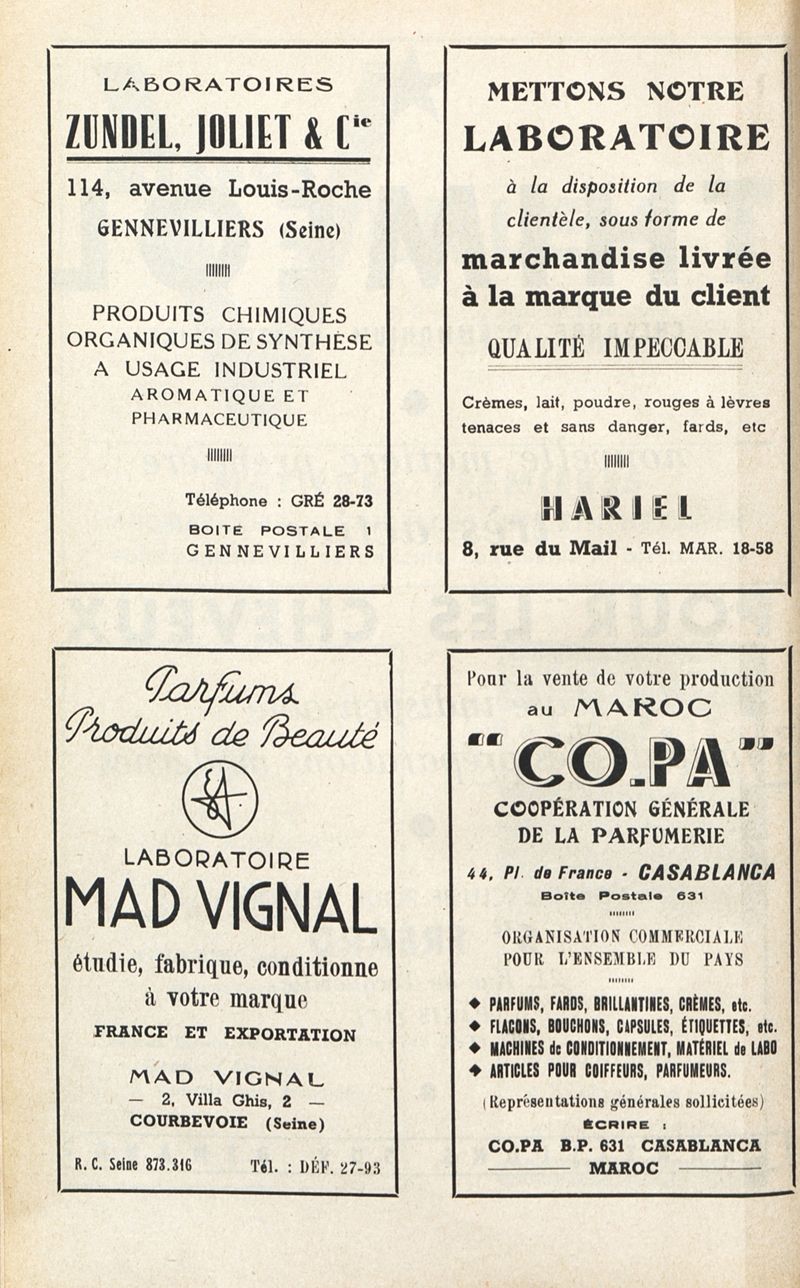 LABORATOIRES
ZUNDEL, JOLIET & Cie
114, avenue Louis-Roche
GENNEVILLIERS (Seine)
PRODUITS CHIMIQUES
ORGANIQUES DE SYNTHÈSE
A USAGE INDUSTRIEL
AROMATIQUE ET
PHARMACEUTIQUE
Téléphone : GRÉ 28-73
BOITE POSTALE 1
GENNEVILLIERS
METTONS NOTRE
LABORATOIRE
à la disposition de la
clientèle, sous forme de
marchandise livrée
à la marque du client
QUALITÉ IMPECCABLE
Crèmes, lait, poudre, rouges à lèvres
tenaces et sans danger, fards, etc
HARIEL
8, rue du Mail - Tél. MAR. 18-58
Parfums
Produits de Beauté
LABORATOIRE
MAD VIGNAL
étudie, fabrique, conditionne
à votre marque
FRANCE ET EXPORTATION
MAD VIGNAL
— 2, Villa Ghis, 2 —
COURBEVOIE (Seine)
R. C. Seine 873.316 Tél. : DÉF. 27-93
Pour la vente de votre production
au MAROC
"CO.PA"
COOPÉRATION GÉNÉRALE
DE LA PARFUMERIE
44, Pl. de France - CASABLANCA
Boîte Postale 631
ORGANISATION COMMERCIALE
POUR L'ENSEMBLE DU PAYS
◆ PARFUMS, FARDS, BRILLANTINES, CRÈMES, etc.
◆ FLACONS, BOUCHONS, CAPSULES, ÉTIQUETTES, etc.
◆ MACHINES de CONDITIONNEMENT, MATÉRIEL de LABO
◆ ARTICLES POUR COIFFEURS, PARFUMEURS.
(Représentations générales sollicitées)
ÉCRIRE :
CO.PA B.P. 631 CASABLANCA
MAROC